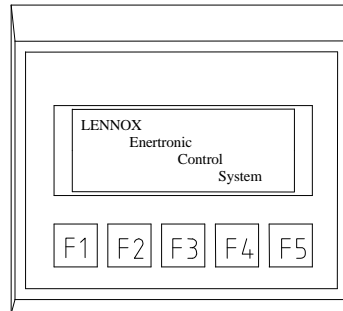 LENNOX
Enertronic
Control
System
F1 F2 F3 F4 F5